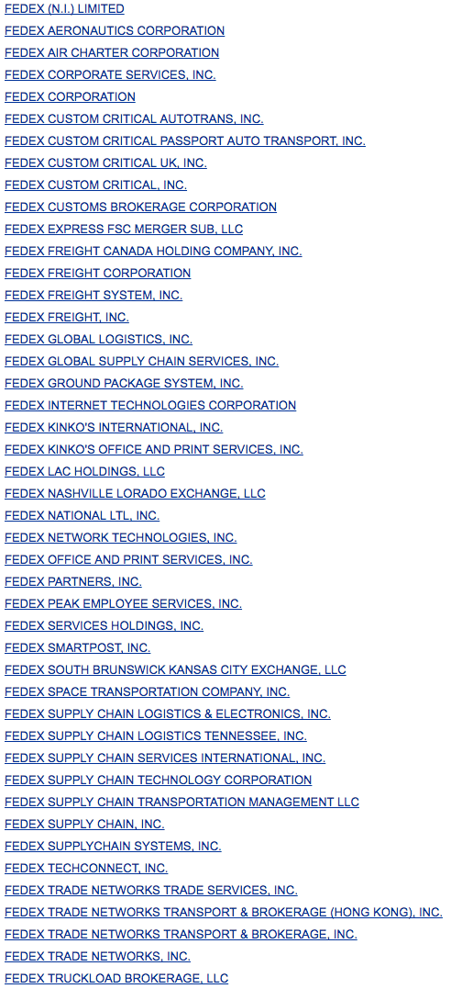 FEDEX (N.I.) LIMITED
FEDEX AERONAUTICS CORPORATION
FEDEX AIR CHARTER CORPORATION
FEDEX CORPORATE SERVICES, INC.
FEDEX CORPORATION
FEDEX CUSTOM CRITICAL AUTOTRANS, INC.
FEDEX CUSTOM CRITICAL PASSPORT AUTO TRANSPORT, INC.
FEDEX CUSTOM CRITICAL UK, INC.
FEDEX CUSTOM CRITICAL, INC.
FEDEX CUSTOMS BROKERAGE CORPORATION
FEDEX EXPRESS FSC MERGER SUB, LLC
FEDEX FREIGHT CANADA HOLDING COMPANY, INC.
FEDEX FREIGHT CORPORATION
FEDEX FREIGHT SYSTEM, INC.
FEDEX FREIGHT, INC.
FEDEX GLOBAL LOGISTICS, INC.
FEDEX GLOBAL SUPPLY CHAIN SERVICES, INC.
FEDEX GROUND PACKAGE SYSTEM, INC.
FEDEX INTERNET TECHNOLOGIES CORPORATION
FEDEX KINKO'S INTERNATIONAL, INC.
FEDEX KINKO'S OFFICE AND PRINT SERVICES, INC.
FEDEX LAC HOLDINGS, LLC
FEDEX NASHVILLE LORADO EXCHANGE, LLC
FEDEX NATIONAL LTL, INC.
FEDEX NETWORK TECHNOLOGIES, INC.
FEDEX OFFICE AND PRINT SERVICES, INC.
FEDEX PARTNERS, INC.
FEDEX PEAK EMPLOYEE SERVICES, INC.
FEDEX SERVICES HOLDINGS, INC.
FEDEX SMARTPOST, INC.
FEDEX SOUTH BRUNSWICK KANSAS CITY EXCHANGE, LLC
FEDEX SPACE TRANSPORTATION COMPANY, INC.
FEDEX SUPPLY CHAIN LOGISTICS & ELECTRONICS, INC.
FEDEX SUPPLY CHAIN LOGISTICS TENNESSEE, INC.
FEDEX SUPPLY CHAIN SERVICES INTERNATIONAL, INC.
FEDEX SUPPLY CHAIN TECHNOLOGY CORPORATION
FEDEX SUPPLY CHAIN TRANSPORTATION MANAGEMENT LLC
FEDEX SUPPLY CHAIN, INC.
FEDEX SUPPLYCHAIN SYSTEMS, INC.
FEDEX TECHCONNECT, INC.
FEDEX TRADE NETWORKS TRADE SERVICES, INC.
FEDEX TRADE NETWORKS TRANSPORT & BROKERAGE (HONG KONG), INC.
FEDEX TRADE NETWORKS TRANSPORT & BROKERAGE, INC.
FEDEX TRADE NETWORKS, INC.
FEDEX TRUCKLOAD BROKERAGE, LLC